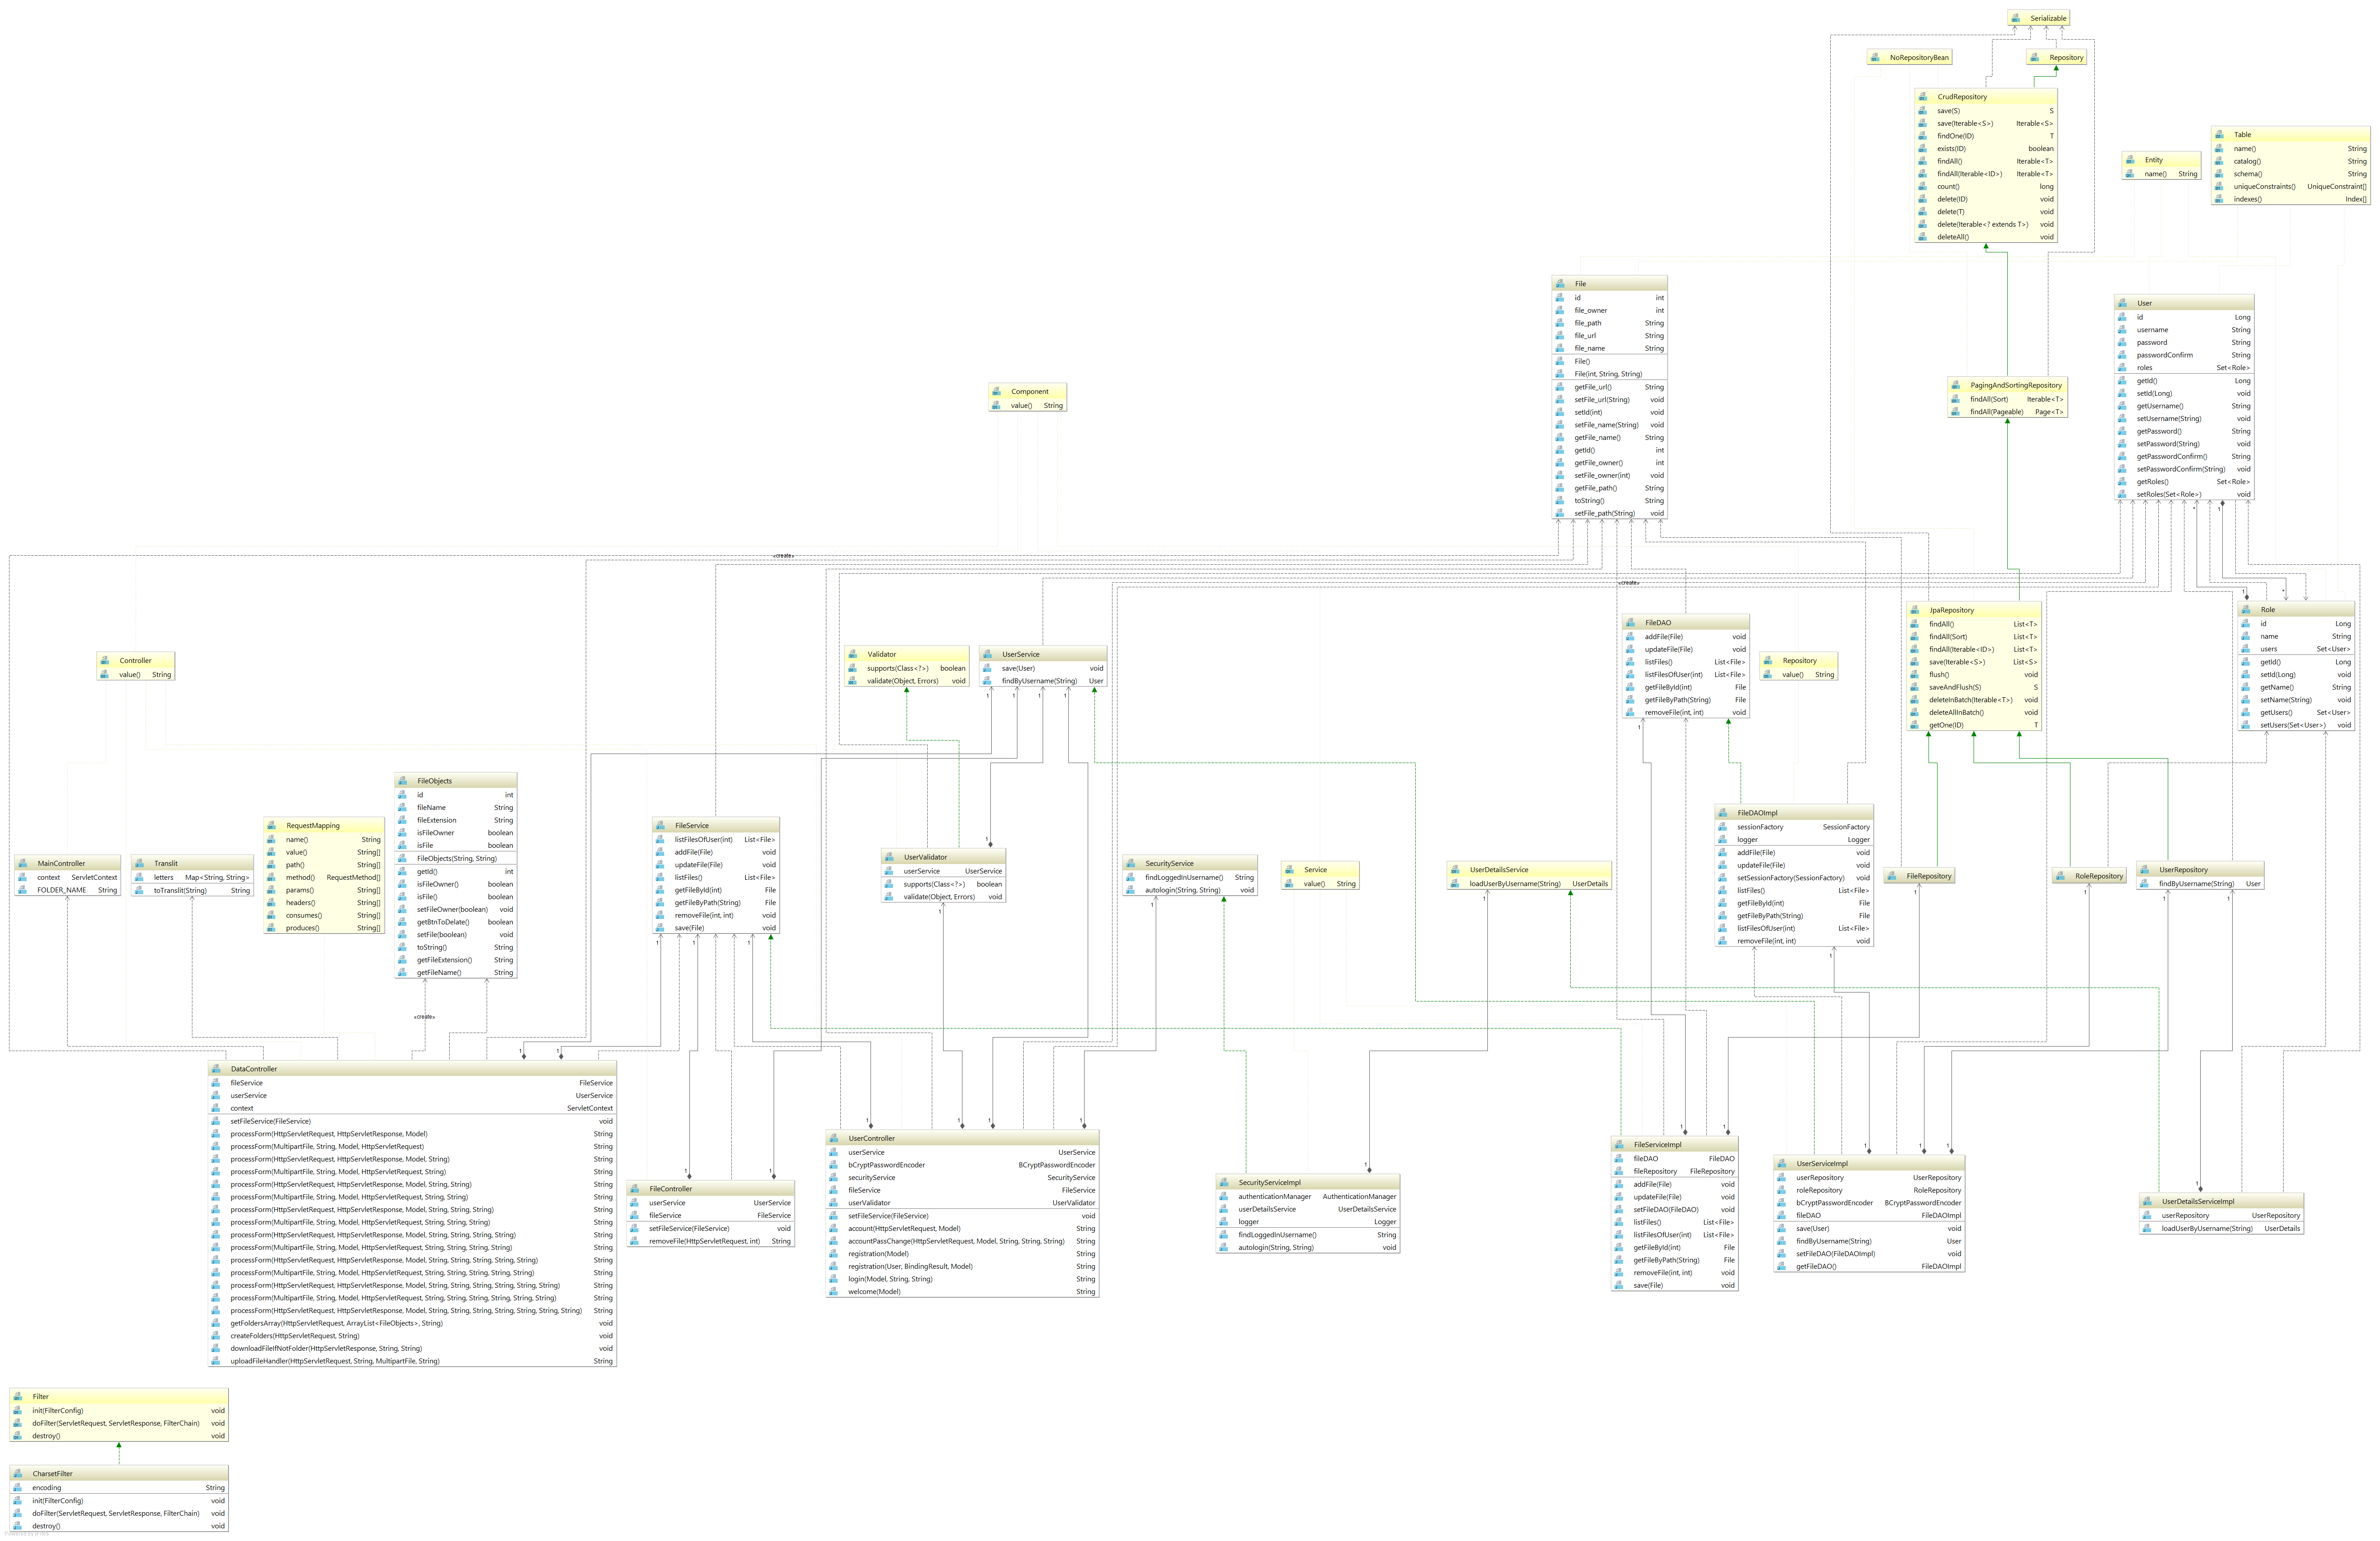 Serializable
NoRepositoryBean
Repository
CrudRepository
save(S) S
save(Iterable<S>) Iterable<S>
findOne(ID) T
exists(ID) boolean
findAll() Iterable<T>
findAll(Iterable<ID>) Iterable<T>
count() long
delete(ID) void
delete(T) void
delete(Iterable<? extends T>) void
deleteAll() void
Entity
name() String
Table
name() String
catalog() String
schema() String
uniqueConstraints() UniqueConstraint[]
indexes() Index[]
File
id int
file_owner int
file_path String
file_url String
file_name String
File()
File(int, String, String)
getFile_url() String
setFile_url(String) void
setId(int) void
setFile_name(String) void
getFile_name() String
getId() int
getFile_owner() int
setFile_owner(int) void
getFile_path() String
toString() String
setFile_path(String) void
User
id Long
username String
password String
passwordConfirm String
roles Set<Role>
getId() Long
setId(Long) void
getUsername() String
setUsername(String) void
getPassword() String
setPassword(String) void
getPasswordConfirm() String
setPasswordConfirm(String) void
getRoles() Set<Role>
setRoles(Set<Role>) void
PagingAndSortingRepository
findAll(Sort) Iterable<T>
findAll(Pageable) Page<T>
Component
value() String
* 1
«create»
«create»
1 *
Controller
value() String
Validator
supports(Class<?>) boolean
validate(Object, Errors) void
UserService
save(User) void
findByUsername(String) User
1 1 1 1
FileDAO
addFile(File) void
updateFile(File) void
listFiles() List<File>
listFilesOfUser(int) List<File>
getFileById(int) File
getFileByPath(String) File
removeFile(int, int) void
1
Repository
value() String
JpaRepository
findAll() List<T>
findAll(Sort) List<T>
findAll(Iterable<ID>) List<T>
save(Iterable<S>) List<S>
flush() void
saveAndFlush(S) S
deleteInBatch(Iterable<T>) void
deleteAllInBatch() void
getOne(ID) T
Role
id Long
name String
users Set<User>
getId() Long
setId(Long) void
getName() String
setName(String) void
getUsers() Set<User>
setUsers(Set<User>) void
MainController
context ServletContext
FOLDER_NAME String
Translit
letters Map<String, String>
toTranslit(String) String
RequestMapping
name() String
value() String[]
path() String[]
method() RequestMethod[]
params() String[]
headers() String[]
consumes() String[]
produces() String[]
FileObjects
id int
fileName String
fileExtension String
isFileOwner boolean
isFile boolean
FileObjects(String, String)
getId() int
isFileOwner() boolean
isFile() boolean
setFileOwner(boolean) void
getBtnToDelate() boolean
setFile(boolean) void
toString() String
getFileExtension() String
getFileName() String
«create»
FileService
listFilesOfUser(int) List<File>
addFile(File) void
updateFile(File) void
listFiles() List<File>
getFileById(int) File
getFileByPath(String) File
removeFile(int, int) void
save(File) void
1 1 1
1
UserValidator
userService UserService
supports(Class<?>) boolean
validate(Object, Errors) void
1
SecurityService
findLoggedInUsername() String
autologin(String, String) void
1
Service
value() String
UserDetailsService
loadUserByUsername(String) UserDetails
1
FileDAOImpl
sessionFactory SessionFactory
logger Logger
addFile(File) void
updateFile(File) void
setSessionFactory(SessionFactory) void
listFiles() List<File>
getFileById(int) File
getFileByPath(String) File
listFilesOfUser(int) List<File>
removeFile(int, int) void
1
FileRepository
1
RoleRepository
1
UserRepository
findByUsername(String) User
1 1
1 1
DataController
fileService FileService
userService UserService
context ServletContext
setFileService(FileService) void
processForm(HttpServletRequest, HttpServletResponse, Model) String
processForm(MultipartFile, String, Model, HttpServletRequest) String
processForm(HttpServletRequest, HttpServletResponse, Model, String) String
processForm(MultipartFile, String, Model, HttpServletRequest, String) String
processForm(HttpServletRequest, HttpServletResponse, Model, String, String) String
processForm(MultipartFile, String, Model, HttpServletRequest, String, String) String
processForm(HttpServletRequest, HttpServletResponse, Model, String, String, String) String
processForm(MultipartFile, String, Model, HttpServletRequest, String, String, String) String
processForm(HttpServletRequest, HttpServletResponse, Model, String, String, String, String) String
processForm(MultipartFile, String, Model, HttpServletRequest, String, String, String, String) String
processForm(HttpServletRequest, HttpServletResponse, Model, String, String, String, String, String) String
processForm(MultipartFile, String, Model, HttpServletRequest, String, String, String, String, String) String
processForm(HttpServletRequest, HttpServletResponse, Model, String, String, String, String, String, String) String
processForm(MultipartFile, String, Model, HttpServletRequest, String, String, String, String, String, String) String
processForm(HttpServletRequest, HttpServletResponse, Model, String, String, String, String, String, String, String) String
getFoldersArray(HttpServletRequest, ArrayList<FileObjects>, String) void
createFolders(HttpServletRequest, String) void
downloadFileIfNotFolder(HttpServletResponse, String, String) void
uploadFileHandler(HttpServletRequest, String, MultipartFile, String) String
1 1
FileController
userService UserService
fileService FileService
setFileService(FileService) void
removeFile(HttpServletRequest, int) String
1 1 1 1
UserController
userService UserService
bCryptPasswordEncoder BCryptPasswordEncoder
securityService SecurityService
fileService FileService
userValidator UserValidator
setFileService(FileService) void
account(HttpServletRequest, Model) String
accountPassChange(HttpServletRequest, Model, String, String, String) String
registration(Model) String
registration(User, BindingResult, Model) String
login(Model, String, String) String
welcome(Model) String
1
SecurityServiceImpl
authenticationManager AuthenticationManager
userDetailsService UserDetailsService
logger Logger
findLoggedInUsername() String
autologin(String, String) void
1 1
FileServiceImpl
fileDAO FileDAO
fileRepository FileRepository
addFile(File) void
updateFile(File) void
setFileDAO(FileDAO) void
listFiles() List<File>
listFilesOfUser(int) List<File>
getFileById(int) File
getFileByPath(String) File
removeFile(int, int) void
save(File) void
1 1 1
UserServiceImpl
userRepository UserRepository
roleRepository RoleRepository
bCryptPasswordEncoder BCryptPasswordEncoder
fileDAO FileDAOImpl
save(User) void
findByUsername(String) User
setFileDAO(FileDAOImpl) void
getFileDAO() FileDAOImpl
1
UserDetailsServiceImpl
userRepository UserRepository
loadUserByUsername(String) UserDetails
Filter
init(FilterConfig) void
doFilter(ServletRequest, ServletResponse, FilterChain) void
destroy() void
CharsetFilter
encoding String
init(FilterConfig) void
doFilter(ServletRequest, ServletResponse, FilterChain) void
destroy() void